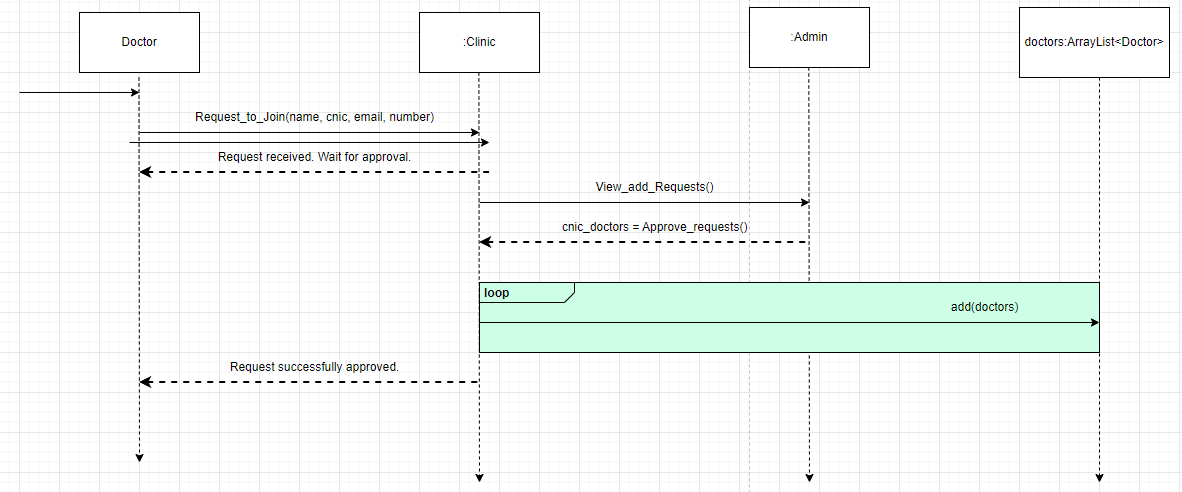 Doctor
:Clinic
:Admin
doctors:ArrayList<Doctor>
Request_to_Join(name, cnic, email, number)
Request received. Wait for approval.
View_add_Requests()
cnic_doctors = Approve_requests()
loop
add(doctors)
Request successfully approved.